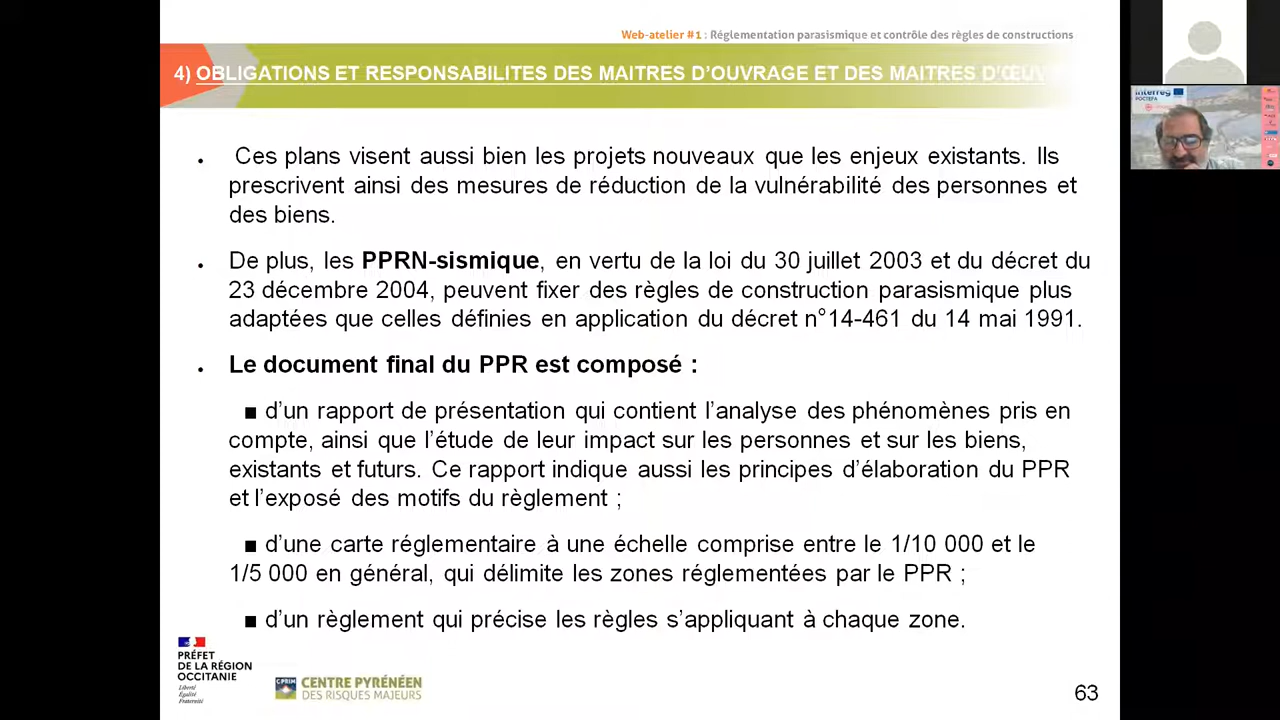 Web-atelier #1 : Réglementation parasismique et contrôle des règles de constructions
4) OBLIGATIONS ET RESPONSABILITES DES MAITRES D'OUVRAGE ET DES MAITRES D'ŒUV
• Ces plans visent aussi bien les projets nouveaux que les enjeux existants. Ils
prescrivent ainsi des mesures de réduction de la vulnérabilité des personnes et
des biens.
• De plus, les PPRN-sismique, en vertu de la loi du 30 juillet 2003 et du décret du
23 décembre 2004, peuvent fixer des règles de construction parasismique plus
adaptées que celles définies en application du décret n°14-461 du 14 mai 1991.
• Le document final du PPR est composé :
■ d'un rapport de présentation qui contient l'analyse des phénomènes pris en
compte, ainsi que l'étude de leur impact sur les personnes et sur les biens,
existants et futurs. Ce rapport indique aussi les principes d'élaboration du PPR
et l'exposé des motifs du règlement ;
■ d'une carte réglementaire à une échelle comprise entre le 1/10 000 et le
1/5 000 en général, qui délimite les zones réglementées par le PPR ;
■ d'un règlement qui précise les règles s'appliquant à chaque zone.
PRÉFET
DE LA RÉGION
OCCITANIE
Liberté
Égalité
Fraternité
CPRIM
CENTRE PYRÉNÉEN
DES RISQUES MAJEURS
63
Interreg
POCTEFA